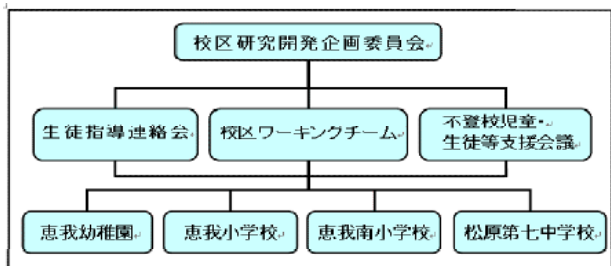 校区研究開発企画委員会
生徒指導連絡会
校区ワーキングチーム
不登校児童・
生徒等支援会議
恵我幼稚園
恵我小学校
恵我南小学校
松原第七中学校